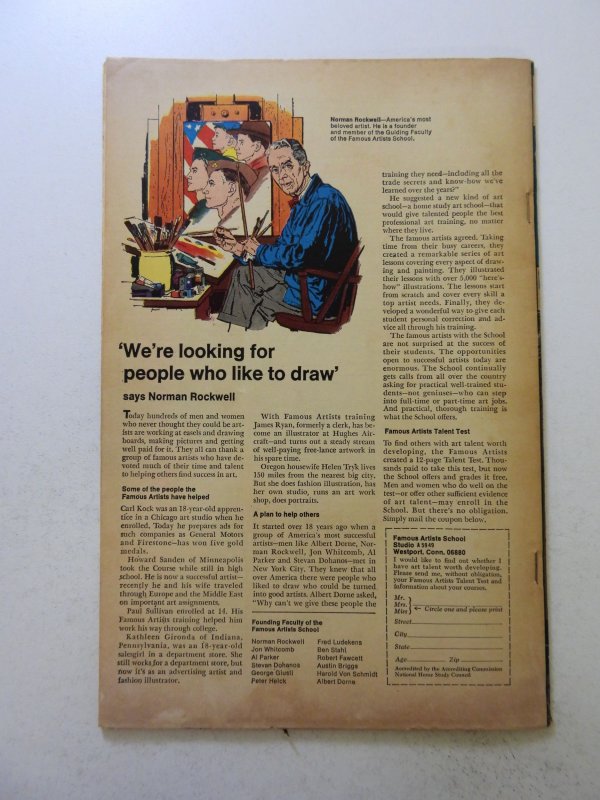 Norman Rockwell—America's most
beloved artist. He is a founder
and member of the Guiding Faculty
of the Famous Artists School.
'We're looking for
people who like to draw'
says Norman Rockwell
Today hundreds of men and women
who never thought they could be art-
ists are working at easels and drawing
boards, making pictures and getting
well paid for it. They all can thank a
group of famous artists who have de-
voted much of their time and talent
to helping others find success in art.
Some of the people the
Famous Artists have helped
Carl Kock was an 18-year-old appren-
tice in a Chicago art studio when he
enrolled. Today he prepares ads for
such companies as General Motors
and Firestone—has won five gold
medals.
Howard Sanden of Minneapolis
took the Course while still in high
school. He is now a successful artist—
recently he and his wife traveled
through Europe and the Middle East
on important art assignments.
Paul Sullivan enrolled at 14. His
Famous Artists training helped him
work his way through college.
Kathleen Gironda of Indiana,
Pennsylvania, was an 18-year-old
salesgirl in a department store. She
still works for a department store, but
now it's as an advertising artist and
fashion illustrator.
With Famous Artists training
James Ryan, formerly a clerk, has be-
come an illustrator at Hughes Air-
craft—and turns out a steady stream
of well-paying free-lance artwork in
his spare time.
Oregon housewife Helen Tryk lives
150 miles from the nearest big city.
But she does fashion illustration, has
her own studio, runs an art work
shop, does portraits.
A plan to help others
It started over 18 years ago when a
group of America's most successful
artists—men like Albert Dorne, Nor-
man Rockwell, Jon Whitcomb, Al
Parker and Stevan Dohanos—met in
New York City. They knew that all
over America there were people who
liked to draw who could be turned
into good artists. Albert Dorne asked,
"Why can't we give these people the
Founding Faculty of the
Famous Artists School
Norman Rockwell
Jon Whitcomb
Al Parker
Stevan Dohanos
George Giusti
Peter Helck
Fred Ludekens
Ben Stahl
Robert Fawcett
Austin Briggs
Harold Von Schmidt
Albert Dorne
training they need—including all the
trade secrets and know-how we've
learned over the years?"
He suggested a new kind of art
school—a home study art school—that
would give talented people the best
professional art training, no matter
where they live.
The famous artists agreed. Taking
time from their busy careers, they
created a remarkable series of art
lessons covering every aspect of draw-
ing and painting. They illustrated
their lessons with over 5,000 "here's-
how" illustrations. The lessons start
from scratch and cover every skill a
top artist needs. Finally, they de-
veloped a wonderful way to give each
student personal correction and ad-
vice all through his training.
The famous artists with the School
are not surprised at the success of
their students. The opportunities
open to successful artists today are
enormous. The School continually
gets calls from all over the country
asking for practical well-trained stu-
dents—not geniuses—who can step
into full-time or part-time art jobs.
And practical, thorough training is
what the School offers.
Famous Artists Talent Test
To find others with art talent worth
developing, the Famous Artists
created a 12-page Talent Test. Thou-
sands paid to take this test, but now
the School offers and grades it free.
Men and women who do well on the
test—or offer other sufficient evidence
of art talent—may enroll in the
School. But there's no obligation.
Simply mail the coupon below.
Famous Artists School
Studio A 5649
Westport, Conn. 06880
I would like to find out whether I
have art talent worth developing.
Please send me, without obligation,
your Famous Artists Talent Test and
information about your courses.
Mr.
Mrs.
Miss ← Circle one and please print
Street
City
State
Age Zip
Accredited by the Accrediting Commission
National Home Study Council